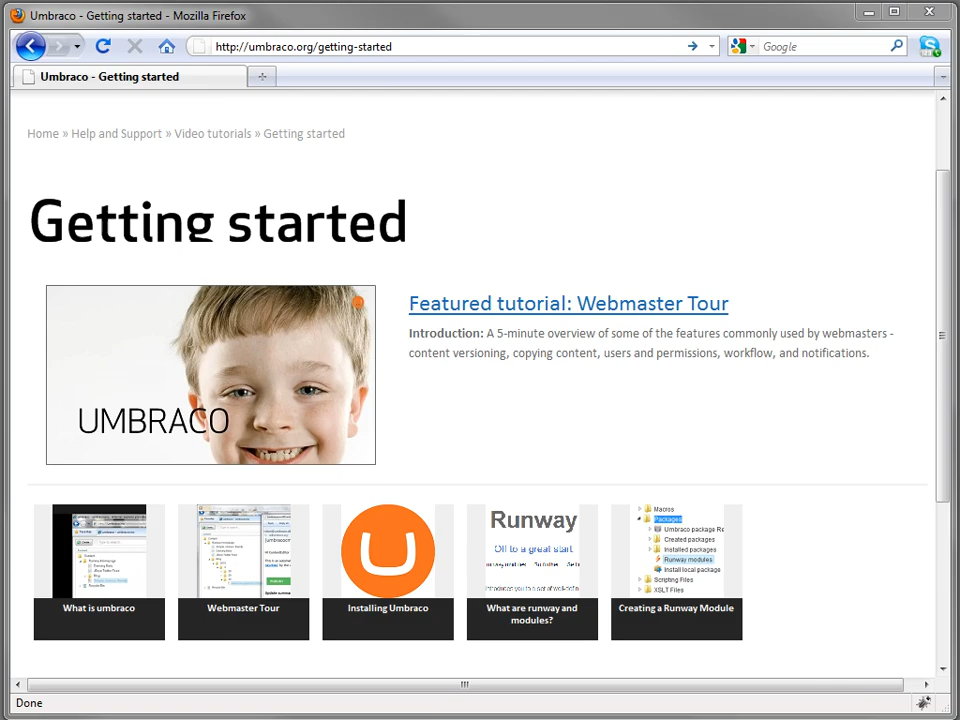 Umbraco - Getting started - Mozilla Firefox
http://umbraco.org/getting-started
Google
Umbraco - Getting started
Home » Help and Support » Video tutorials » Getting started
Getting started
UMBRACO
Featured tutorial: Webmaster Tour
Introduction: A 5-minute overview of some of the features commonly used by webmasters -
content versioning, copying content, users and permissions, workflow, and notifications.
Runway
Off to a great start
Macros
Packages
Umbraco package Re
Created packages
Installed packages
Runway modules
Install local package
Scripting Files
XSLT Files
What is umbraco
Webmaster Tour
Installing Umbraco
What are runway and
modules?
Creating a Runway Module
Done